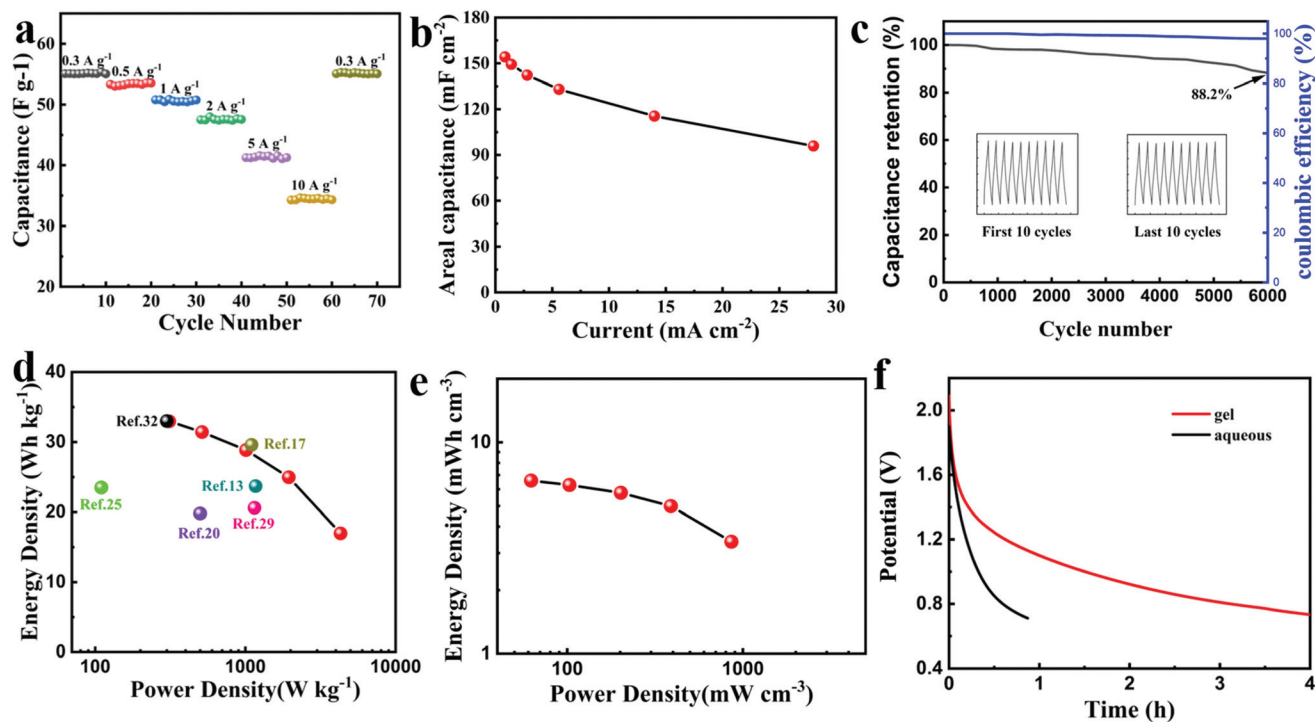 a
Capacitance (F g-1)
60
50
40
30
20
0.3 A g⁻¹
0.5 A g⁻¹
1 A g⁻¹
2 A g⁻¹
5 A g⁻¹
10 A g⁻¹
0.3 A g⁻¹
0 10 20 30 40 50 60 70
Cycle Number
b
Areal capacitance (mF cm⁻²)
180
150
120
90
60
30
0
0 5 10 15 20 25 30
Current (mA cm⁻²)
c
Capacitance retention (%)
100
80
60
40
20
0
88.2%
First 10 cycles
Last 10 cycles
0 1000 2000 3000 4000 5000 6000
Cycle number
100
80
60
40
20
0
coulombic efficiency (%)
d
Energy Density (Wh kg⁻¹)
40
30
20
10
0
Ref.32
Ref.17
Ref.25
Ref.13
Ref.20
Ref.29
100 1000 10000
Power Density(W kg⁻¹)
e
Energy Density (mWh cm⁻³)
10
1
100 1000
Power Density(mW cm⁻³)
f
Potential (V)
2.0
1.6
1.2
0.8
0.4
gel
aqueous
0 1 2 3 4
Time (h)